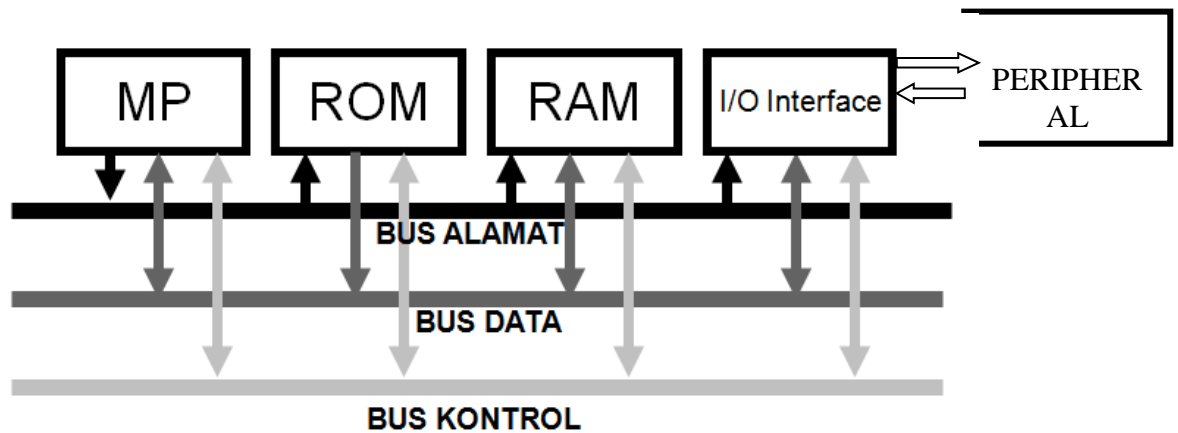 MP
ROM
RAM
I/O Interface
PERIPHER
AL
BUS ALAMAT
BUS DATA
BUS KONTROL